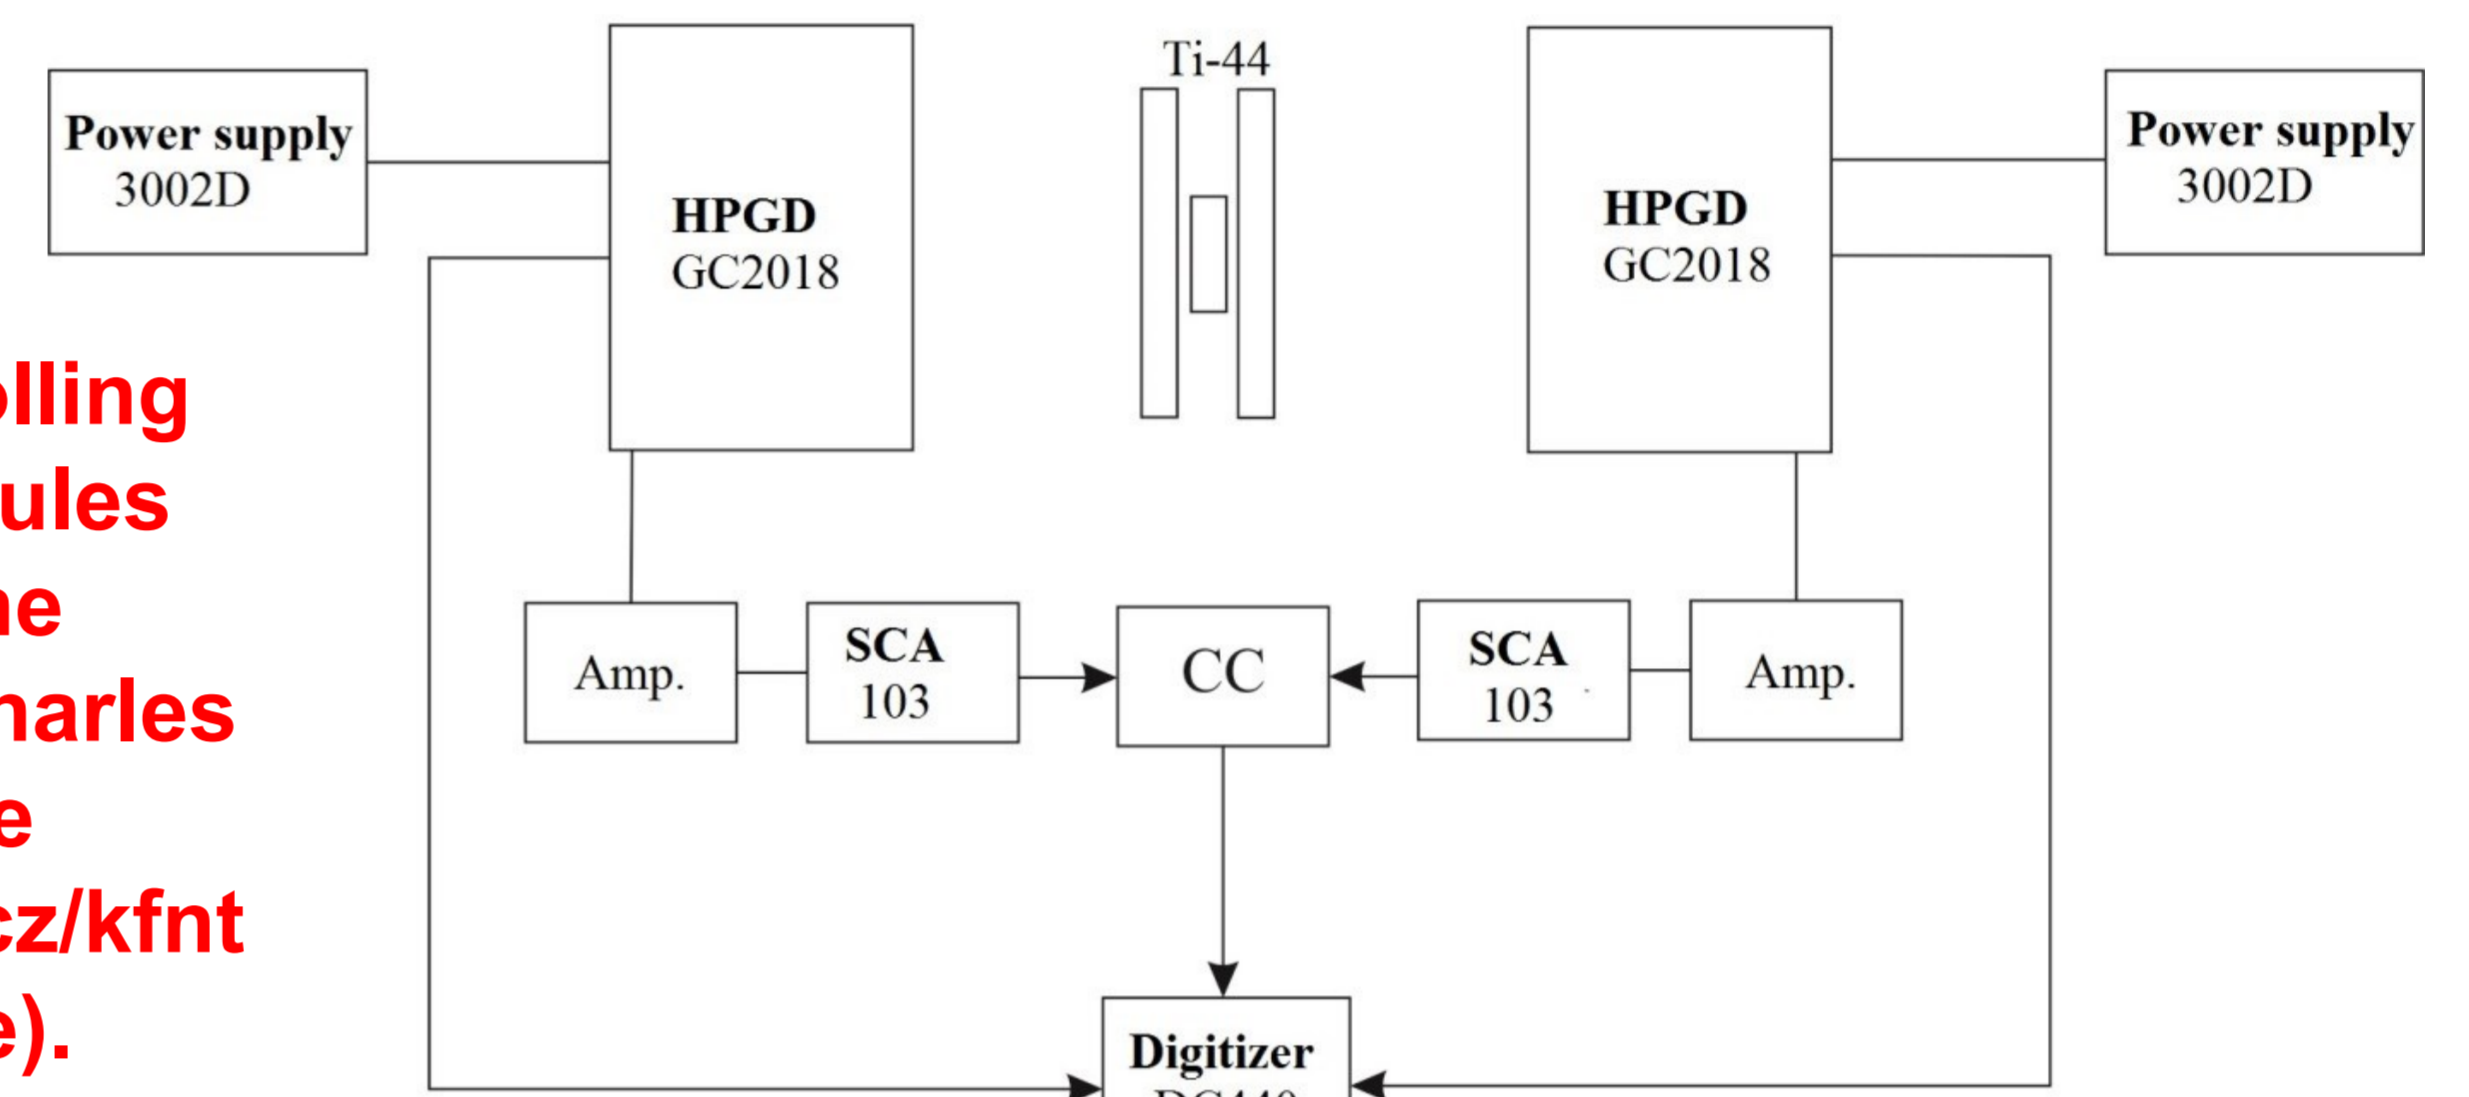 Ti-44
Power supply
3002D
HPGD
GC2018
HPGD
GC2018
Power supply
3002D
olling
ules
ne
narles
e
cz/kfnt
e).
Amp.
SCA
103
CC
SCA
103
Amp.
Digitizer